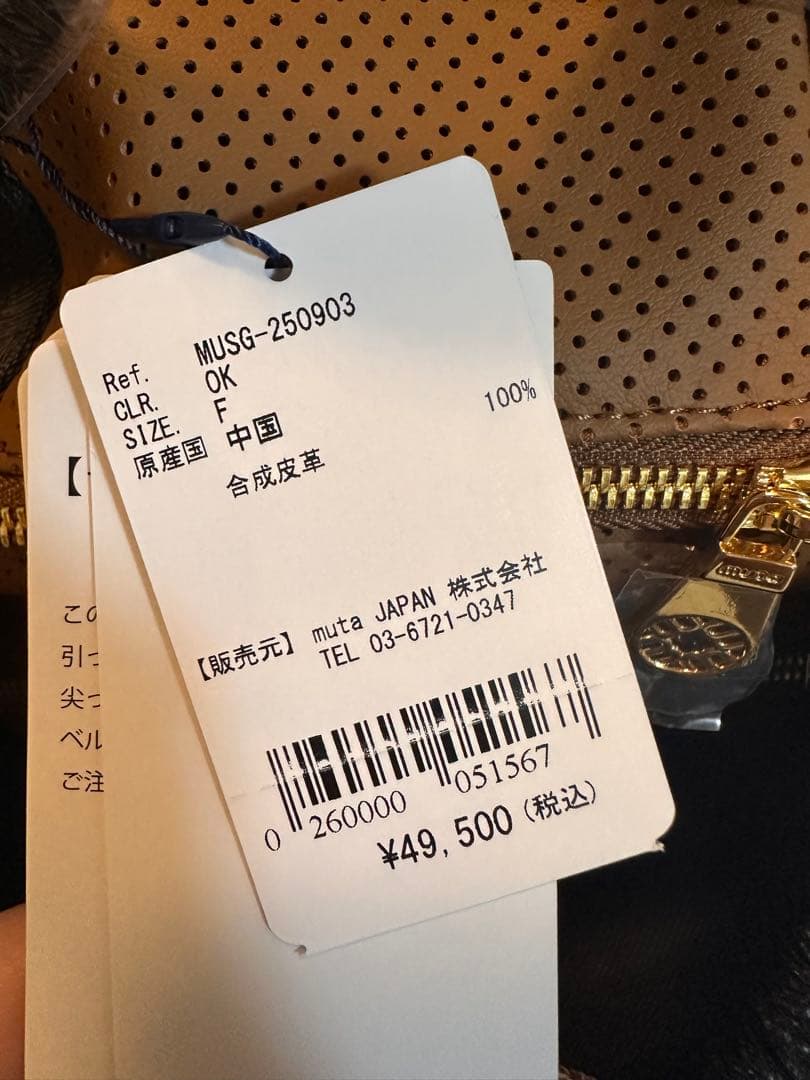 Ref. MUSG-250903
CLR. OK
SIZE. F
原産国 中国
合成皮革 100%
【販売元】 muta JAPAN 株式会社
TEL 03-6721-0347
0 260000 051567
¥49,500(税込)
【
この
引っ
尖っ
ベル
ご注
muta